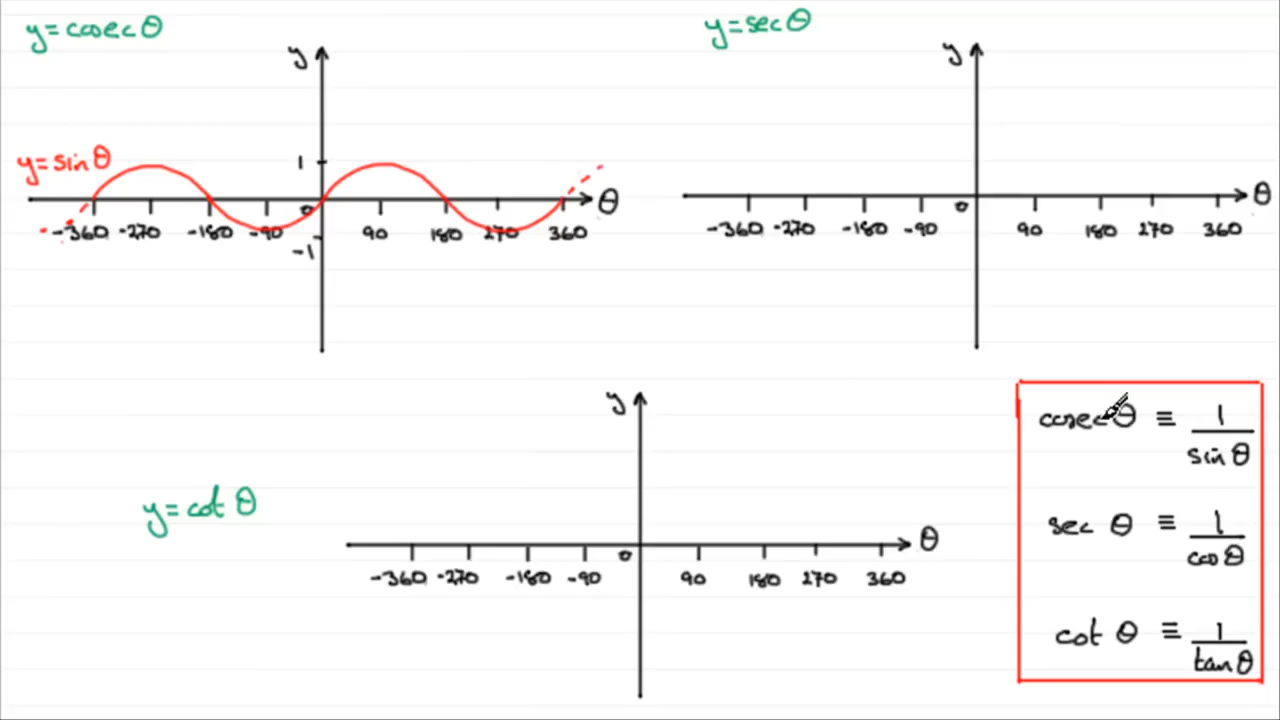 y=cosec θ
y
y=sin θ
1
θ
0
-360 -270 -180 -90 90 180 270 360
-1
y=sec θ
y
θ
0
-360 -270 -180 -90 90 180 270 360
y=cot θ
y
θ
0
-360 -270 -180 -90 90 180 270 360
cosec θ ≡ 1
sin θ
sec θ ≡ 1
cos θ
cot θ ≡ 1
tan θ